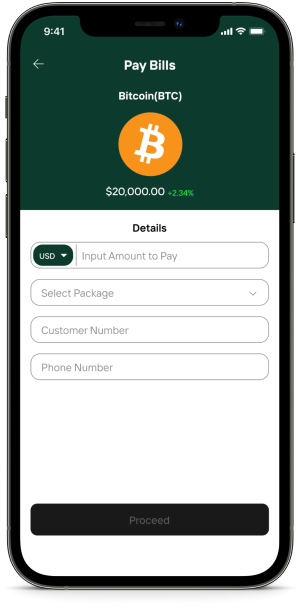 9:41
Pay Bills
Bitcoin(BTC)
$20,000.00 +2.34%
Details
USD Input Amount to Pay
Select Package
Customer Number
Phone Number
Proceed